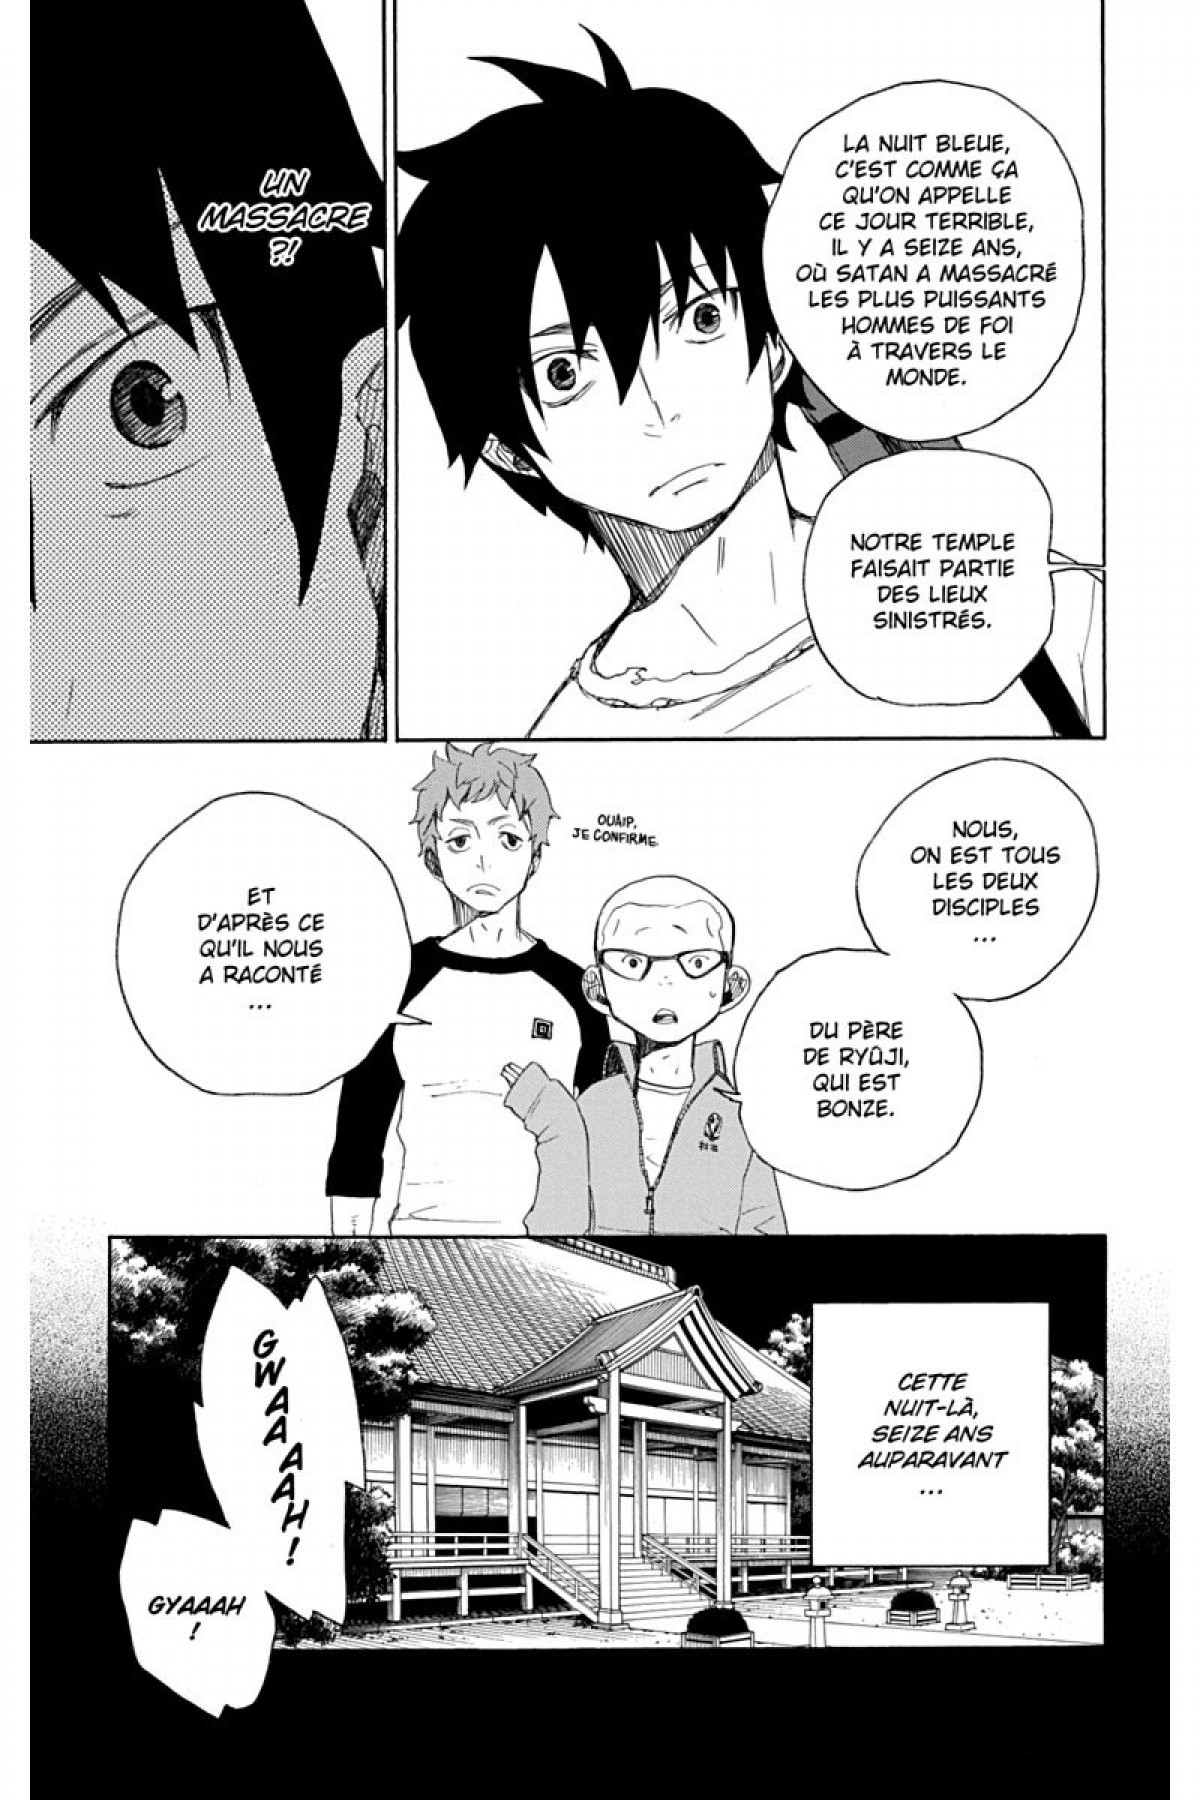 LA NUIT BLEUE,
C'EST COMME ÇA
QU'ON APPELLE
CE JOUR TERRIBLE,
IL Y A SEIZE ANS,
OÙ SATAN A MASSACRÉ
LES PLUS PUISSANTS
HOMMES DE FOI
À TRAVERS LE
MONDE.
NOTRE TEMPLE
FAISAIT PARTIE
DES LIEUX
SINISTRÉS.
UN
MASSACRE
?!
NOUS,
ON EST TOUS
LES DEUX
DISCIPLES
...
DU PÈRE
DE RYÛJI,
QUI EST
BONZE.
OUAIP,
JE CONFIRME.
ET
D'APRÈS CE
QU'IL NOUS
A RACONTÉ
...
CETTE
NUIT-LÀ,
SEIZE ANS
AUPARAVANT
...
GWAAAAH!
GYAAAH
!